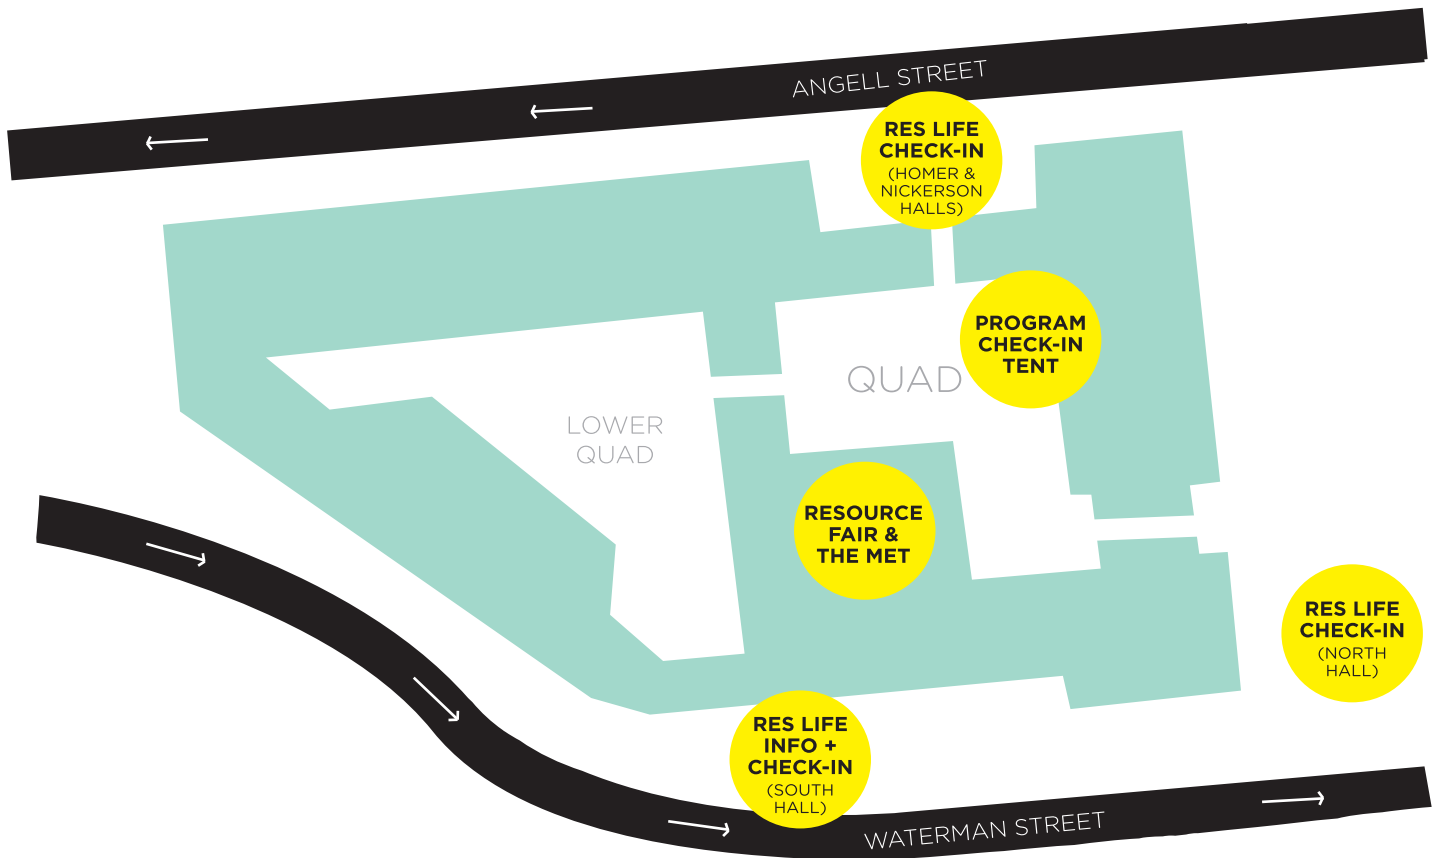 ANGELL STREET
RES LIFE
CHECK-IN
(HOMER &
NICKERSON
HALLS)
PROGRAM
CHECK-IN
TENT
QUAD
LOWER
QUAD
RESOURCE
FAIR &
THE MET
RES LIFE
CHECK-IN
(NORTH
HALL)
RES LIFE
INFO +
CHECK-IN
(SOUTH
HALL)
WATERMAN STREET